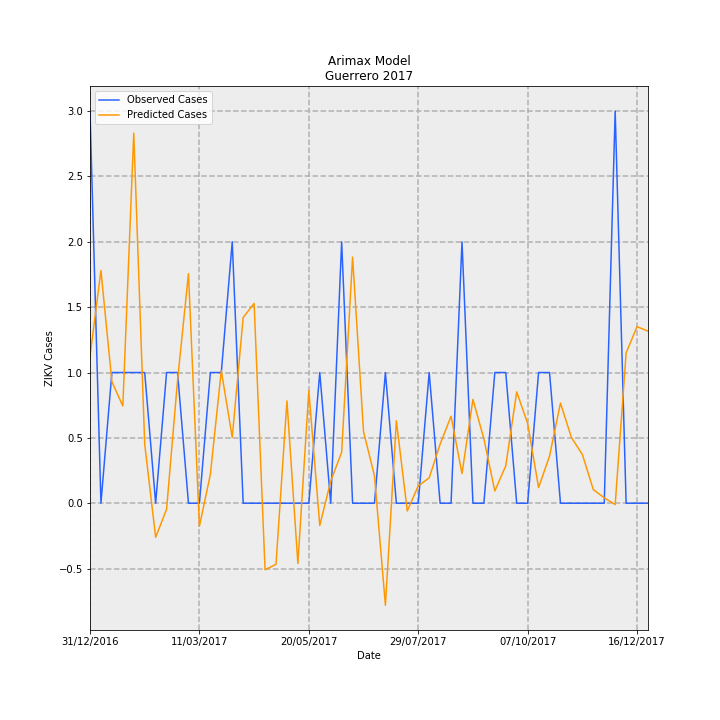 Arimax Model
Guerrero 2017
Observed Cases
Predicted Cases
3.0
2.5
2.0
1.5
1.0
0.5
0.0
−0.5
ZIKV Cases
31/12/2016 11/03/2017 20/05/2017 29/07/2017 07/10/2017 16/12/2017
Date